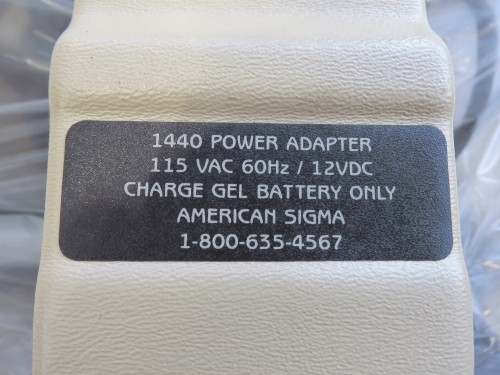 1440 POWER ADAPTER
115 VAC 60Hz / 12VDC
CHARGE GEL BATTERY ONLY
AMERICAN SIGMA
1-800-635-4567